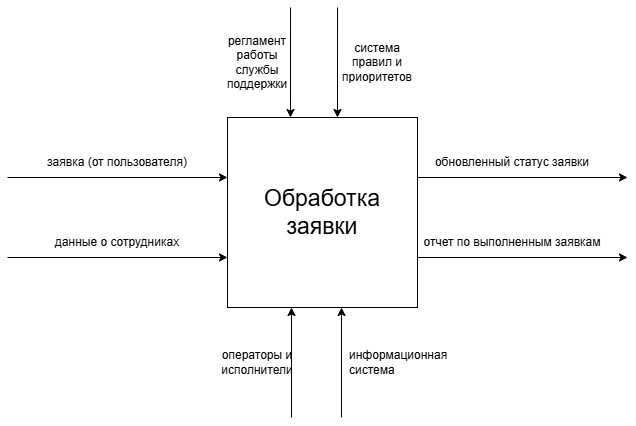 регламент
работы
службы
поддержки
система
правил и
приоритетов
заявка (от пользователя)
обновленный статус заявки
Обработка
заявки
данные о сотрудниках
отчет по выполненным заявкам
операторы и
исполнители
информационная
система